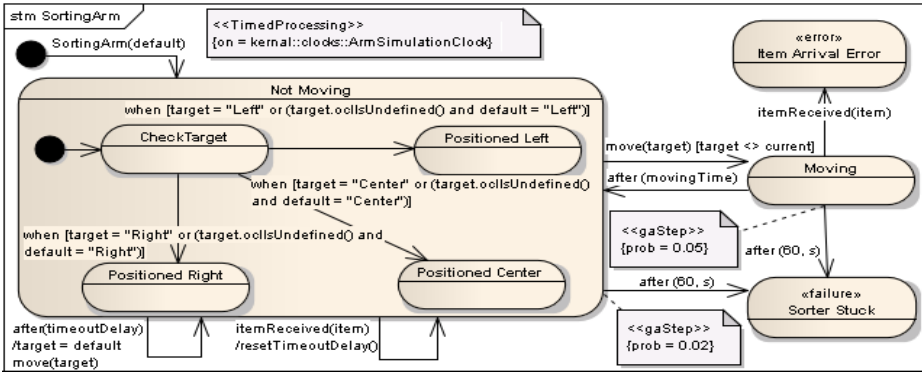 stm SortingArm
<<TimedProcessing>>
{on = kernal::clocks::ArmSimulationClock}
SortingArm(default)
«error»
Item Arrival Error
Not Moving
when [target = "Left" or (target.oclIsUndefined() and default = "Left")]
itemReceived(item)
CheckTarget
Positioned Left
move(target) [target <> current]
Moving
after (movingTime)
when [target = "Center" or (target.oclIsUndefined()
and default = "Center")]
when [target = "Right" or (target.oclIsUndefined() and
default = "Right")]
<<gaStep>>
{prob = 0.05}
after (60, s)
Positioned Right
Positioned Center
after (60, s)
«failure»
Sorter Stuck
after(timeoutDelay)
/target = default
move(target)
itemReceived(item)
/resetTimeoutDelay()
<<gaStep>>
{prob = 0.02}